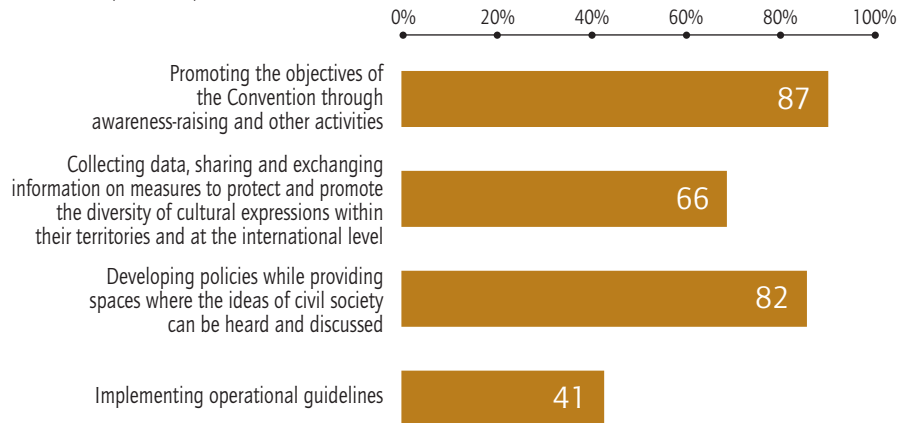 0% 20% 40% 60% 80% 100%
Promoting the objectives of
the Convention through
awareness-raising and other activities
87
Collecting data, sharing and exchanging
information on measures to protect and promote
the diversity of cultural expressions within
their territories and at the international level
66
Developing policies while providing
spaces where the ideas of civil society
can be heard and discussed
82
Implementing operational guidelines
41